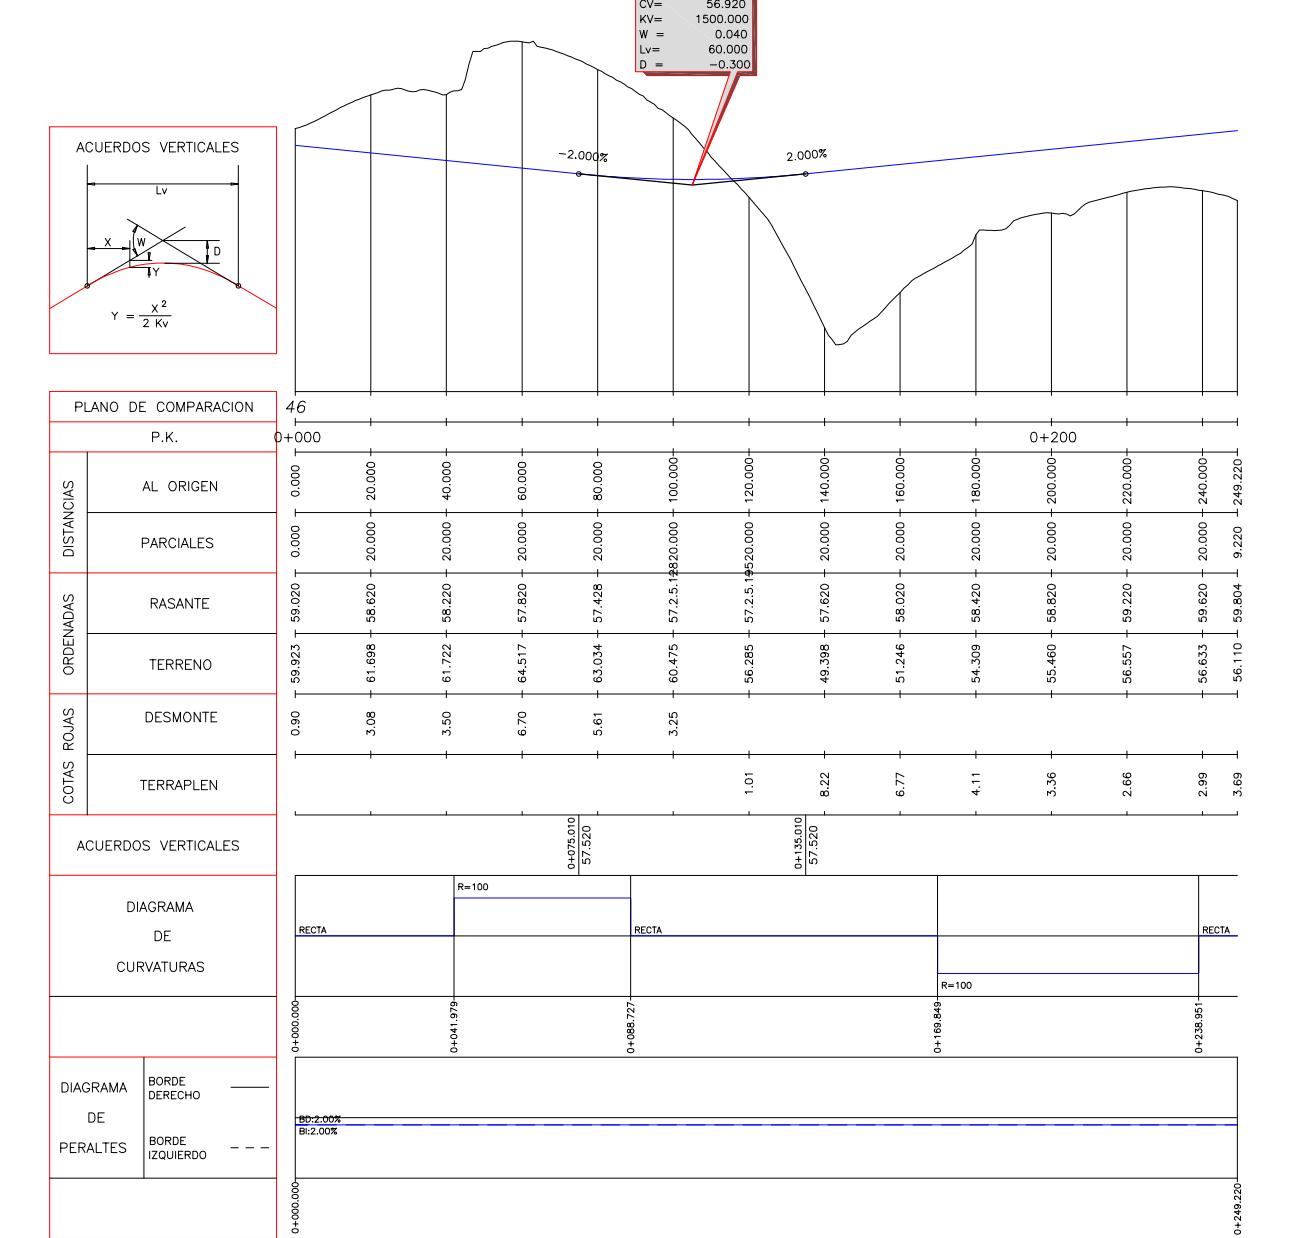 CV= 56.920
KV= 1500.000
W = 0.040
Lv= 60.000
D = -0.300
-2.000%
2.000%
ACUERDOS VERTICALES
Lv
X
W
D
Y
Y = X 2
2 Kv
PLANO DE COMPARACION 46
P.K. 0+000 0+200
DISTANCIAS
AL ORIGEN 0.000 20.000 40.000 60.000 80.000 100.000 120.000 140.000 160.000 180.000 200.000 220.000 240.000 249.220
PARCIALES 0.000 20.000 20.000 20.000 20.000 20.000 20.000 20.000 20.000 20.000 20.000 20.000 20.000 9.220
ORDENADAS
RASANTE 59.020 58.620 58.220 57.820 57.428 57.2.5.128 57.2.5.195 57.620 58.020 58.420 58.820 59.220 59.620 59.804
TERRENO 59.923 61.698 61.722 64.517 63.034 60.475 56.285 49.398 51.246 54.309 55.460 56.557 56.633 56.110
COTAS ROJAS
DESMONTE 0.90 3.08 3.50 6.70 5.61 3.25
TERRAPLEN 1.01 8.22 6.77 4.11 3.36 2.66 2.99 3.69
ACUERDOS VERTICALES 0+075.010 57.520 0+135.010 57.520
DIAGRAMA
DE
CURVATURAS
RECTA R=100 RECTA R=100 RECTA
0+000.000 0+041.979 0+088.727 0+169.849 0+238.951
DIAGRAMA
DE
PERALTES
BORDE
DERECHO
BORDE
IZQUIERDO
BD:2.00%
BI:2.00%
0+000.000 0+249.220